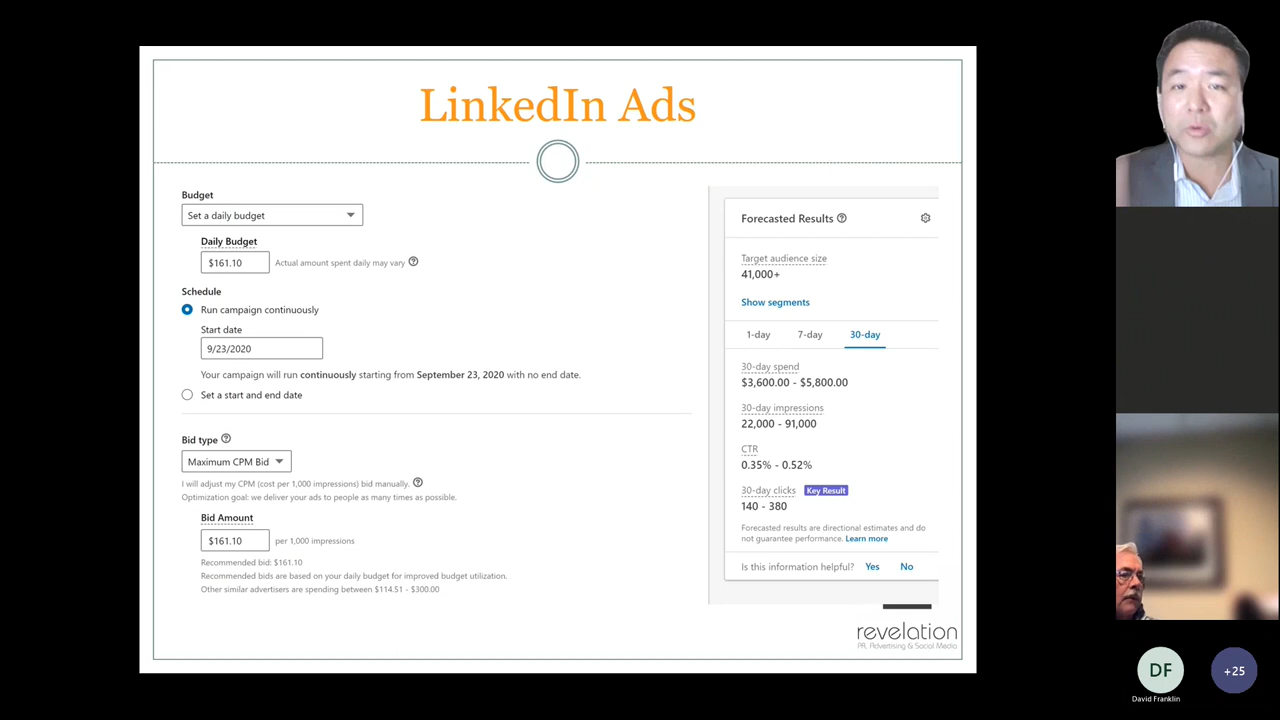 LinkedIn Ads
Budget
Set a daily budget
Daily Budget
$161.10
Actual amount spent daily may vary
Schedule
Run campaign continuously
Start date
9/23/2020
Your campaign will run continuously starting from September 23, 2020 with no end date.
Set a start and end date
Bid type
Maximum CPM Bid
I will adjust my CPM (cost per 1,000 impressions) bid manually.
Optimization goal: we deliver your ads to people as many times as possible.
Bid Amount
$161.10
per 1,000 impressions
Recommended bid: $161.10
Recommended bids are based on your daily budget for improved budget utilization.
Other similar advertisers are spending between $114.51 - $300.00
Forecasted Results
Target audience size
41,000+
Show segments
1-day 7-day 30-day
30-day spend
$3,600.00 - $5,800.00
30-day impressions
22,000 - 91,000
CTR
0.35% - 0.52%
30-day clicks Key Result
140 - 380
Forecasted results are directional estimates and do
not guarantee performance. Learn more
Is this information helpful? Yes No
revelation
PR, Advertising & Social Media
DF
David Franklin
+25